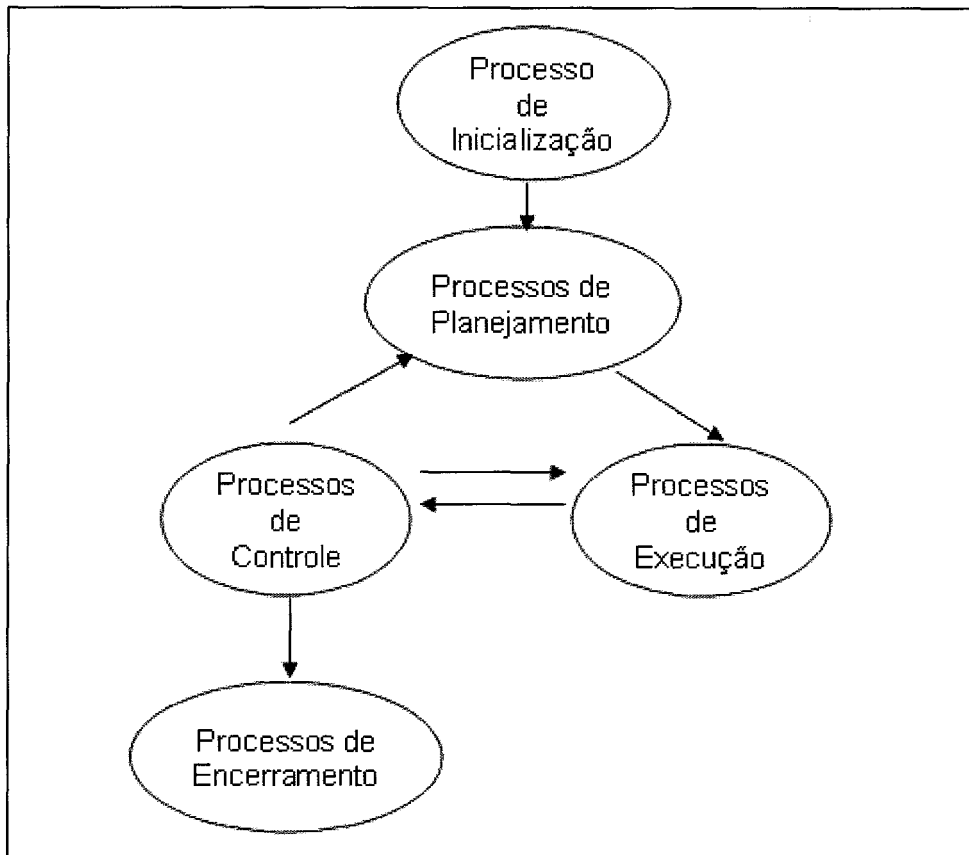 Processo
de
Inicialização
Processos de
Planejamento
Processos
de
Controle
Processos
de
Execução
Processos de
Encerramento